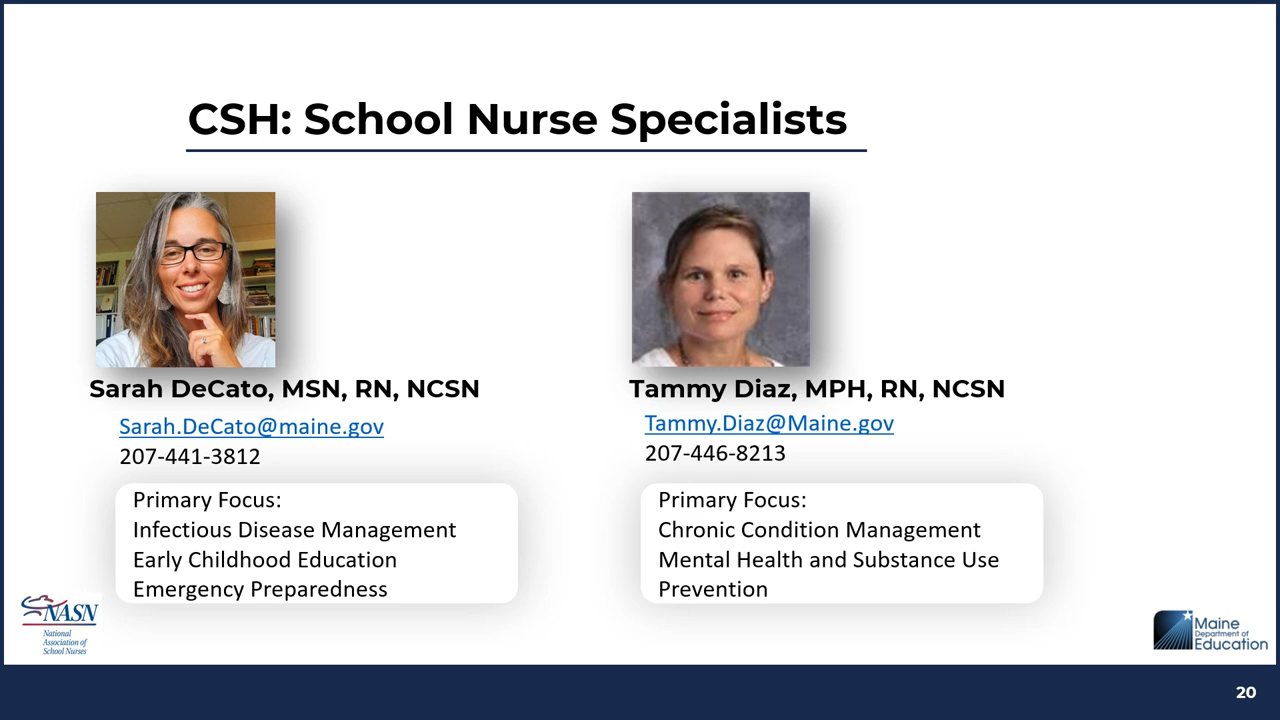 CSH: School Nurse Specialists
Sarah DeCato, MSN, RN, NCSN
Sarah.DeCato@maine.gov
207-441-3812
Primary Focus:
Infectious Disease Management
Early Childhood Education
Emergency Preparedness
Tammy Diaz, MPH, RN, NCSN
Tammy.Diaz@Maine.gov
207-446-8213
Primary Focus:
Chronic Condition Management
Mental Health and Substance Use
Prevention
NASN
National
Association of
School Nurses
Maine
Department of
Education
20